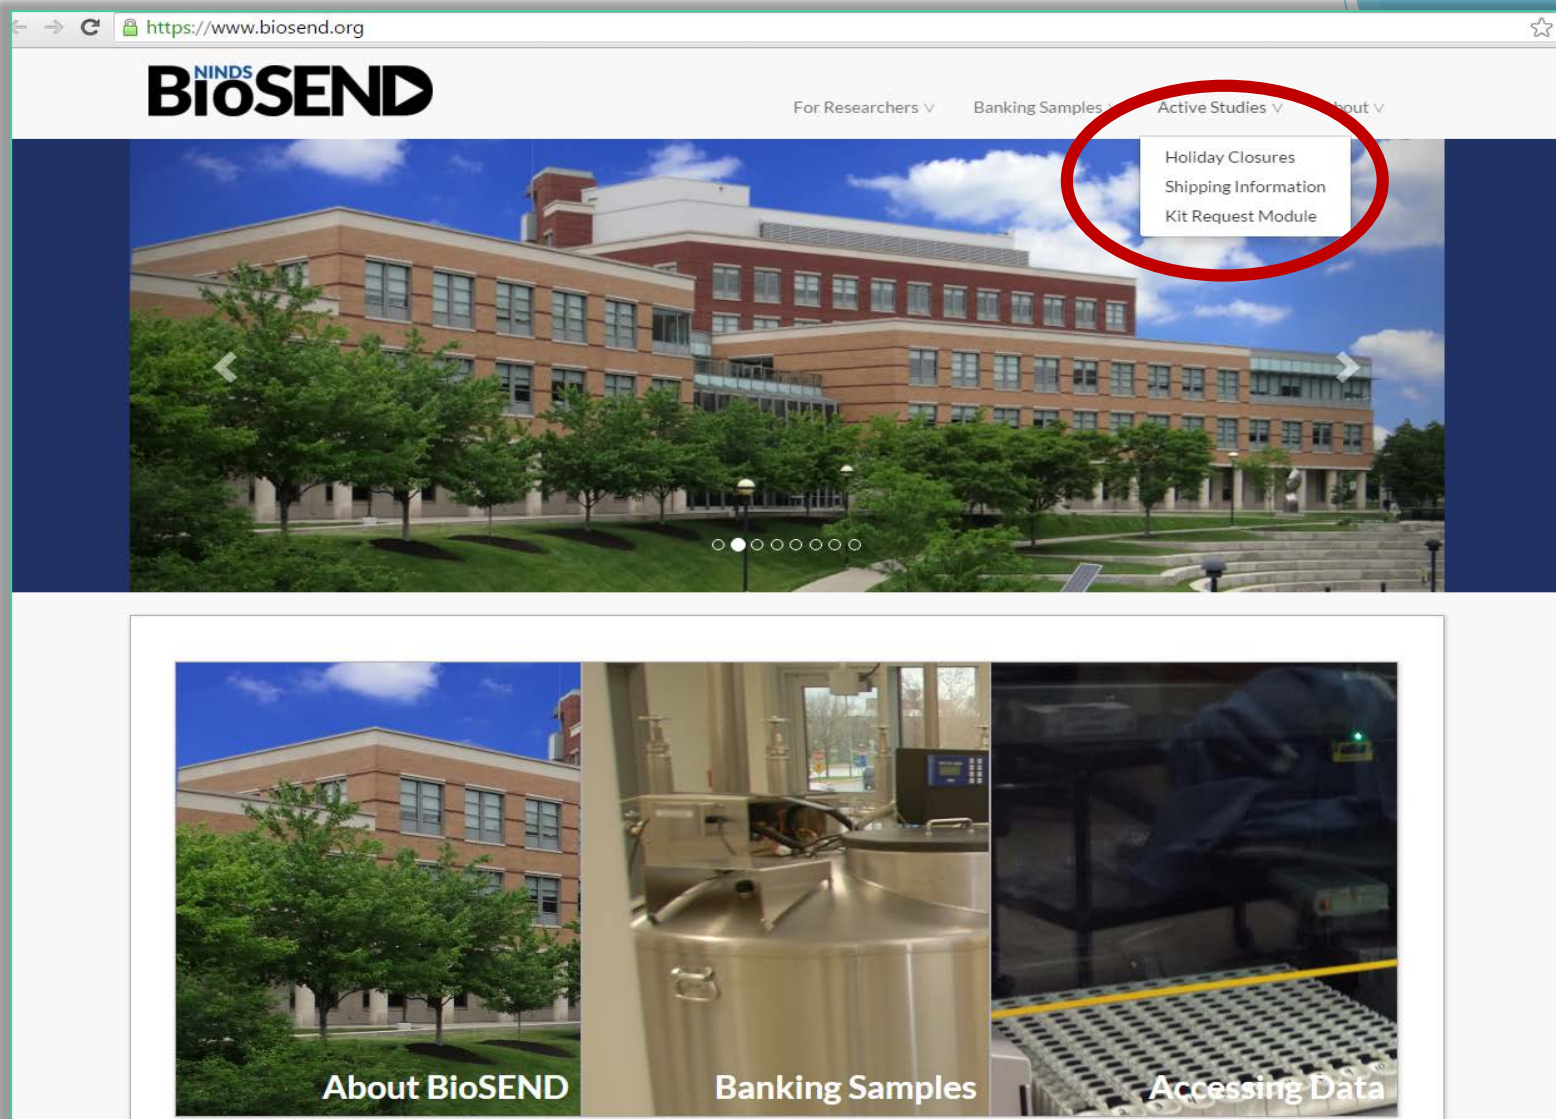 https://www.biosend.org
NINDS
BioSEND
For Researchers V Banking Samples V Active Studies V About V
Holiday Closures
Shipping Information
Kit Request Module
About BioSEND
Banking Samples
Accessing Data